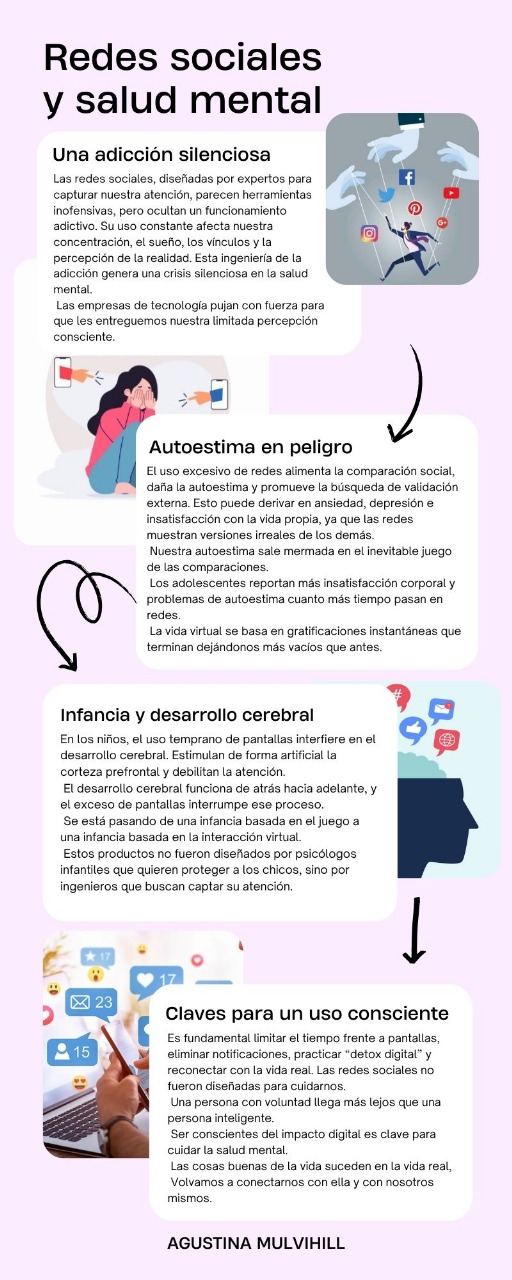 Redes sociales
y salud mental
Una adicción silenciosa
Las redes sociales, diseñadas por expertos para
capturar nuestra atención, parecen herramientas
inofensivas, pero ocultan un funcionamiento
adictivo. Su uso constante afecta nuestra
concentración, el sueño, los vínculos y la
percepción de la realidad. Esta ingeniería de la
adicción genera una crisis silenciosa en la salud
mental.
Las empresas de tecnología pujan con fuerza para
que les entreguemos nuestra limitada percepción
consciente.
Autoestima en peligro
El uso excesivo de redes alimenta la comparación social,
daña la autoestima y promueve la búsqueda de validación
externa. Esto puede derivar en ansiedad, depresión e
insatisfacción con la vida propia, ya que las redes
muestran versiones irreales de los demás.
Nuestra autoestima sale mermada en el inevitable juego
de las comparaciones.
Los adolescentes reportan más insatisfacción corporal y
problemas de autoestima cuanto más tiempo pasan en
redes.
La vida virtual se basa en gratificaciones instantáneas que
terminan dejándonos más vacíos que antes.
#
Infancia y desarrollo cerebral
En los niños, el uso temprano de pantallas interfiere en el
desarrollo cerebral. Estimulan de forma artificial la
corteza prefrontal y debilitan la atención.
El desarrollo cerebral funciona de atrás hacia adelante, y
el exceso de pantallas interrumpe ese proceso.
Se está pasando de una infancia basada en el juego a
una infancia basada en la interacción virtual.
Estos productos no fueron diseñados por psicólogos
infantiles que quieren proteger a los chicos, sino por
ingenieros que buscan captar su atención.
17
17
23
15
Claves para un uso consciente
Es fundamental limitar el tiempo frente a pantallas,
eliminar notificaciones, practicar “detox digital” y
reconectar con la vida real. Las redes sociales no
fueron diseñadas para cuidarnos.
Una persona con voluntad llega más lejos que una
persona inteligente.
Ser conscientes del impacto digital es clave para
cuidar la salud mental.
Las cosas buenas de la vida suceden en la vida real,
Volvamos a conectarnos con ella y con nosotros
mismos.
AGUSTINA MULVIHILL